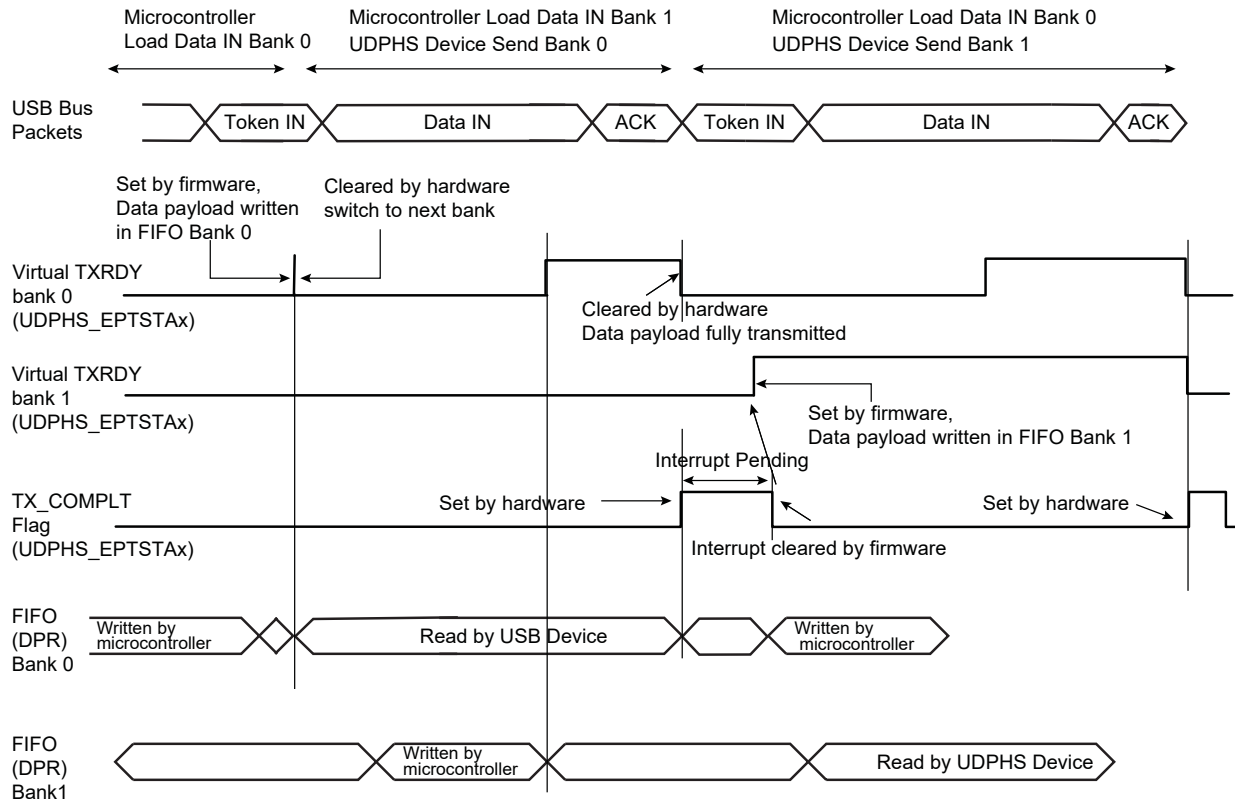 Microcontroller
Load Data IN Bank 0
Microcontroller Load Data IN Bank 1
UDPHS Device Send Bank 0
Microcontroller Load Data IN Bank 0
UDPHS Device Send Bank 1
USB Bus
Packets
Token IN
Data IN
ACK
Token IN
Data IN
ACK
Set by firmware,
Data payload written
in FIFO Bank 0
Cleared by hardware
switch to next bank
Virtual TXRDY
bank 0
(UDPHS_EPTSTAx)
Cleared by hardware
Data payload fully transmitted
Virtual TXRDY
bank 1
(UDPHS_EPTSTAx)
Set by firmware,
Data payload written in FIFO Bank 1
Interrupt Pending
TX_COMPLT
Flag
(UDPHS_EPTSTAx)
Set by hardware
Set by hardware
Interrupt cleared by firmware
FIFO
(DPR)
Bank 0
Written by
microcontroller
Read by USB Device
Written by
microcontroller
FIFO
(DPR)
Bank1
Written by
microcontroller
Read by UDPHS Device